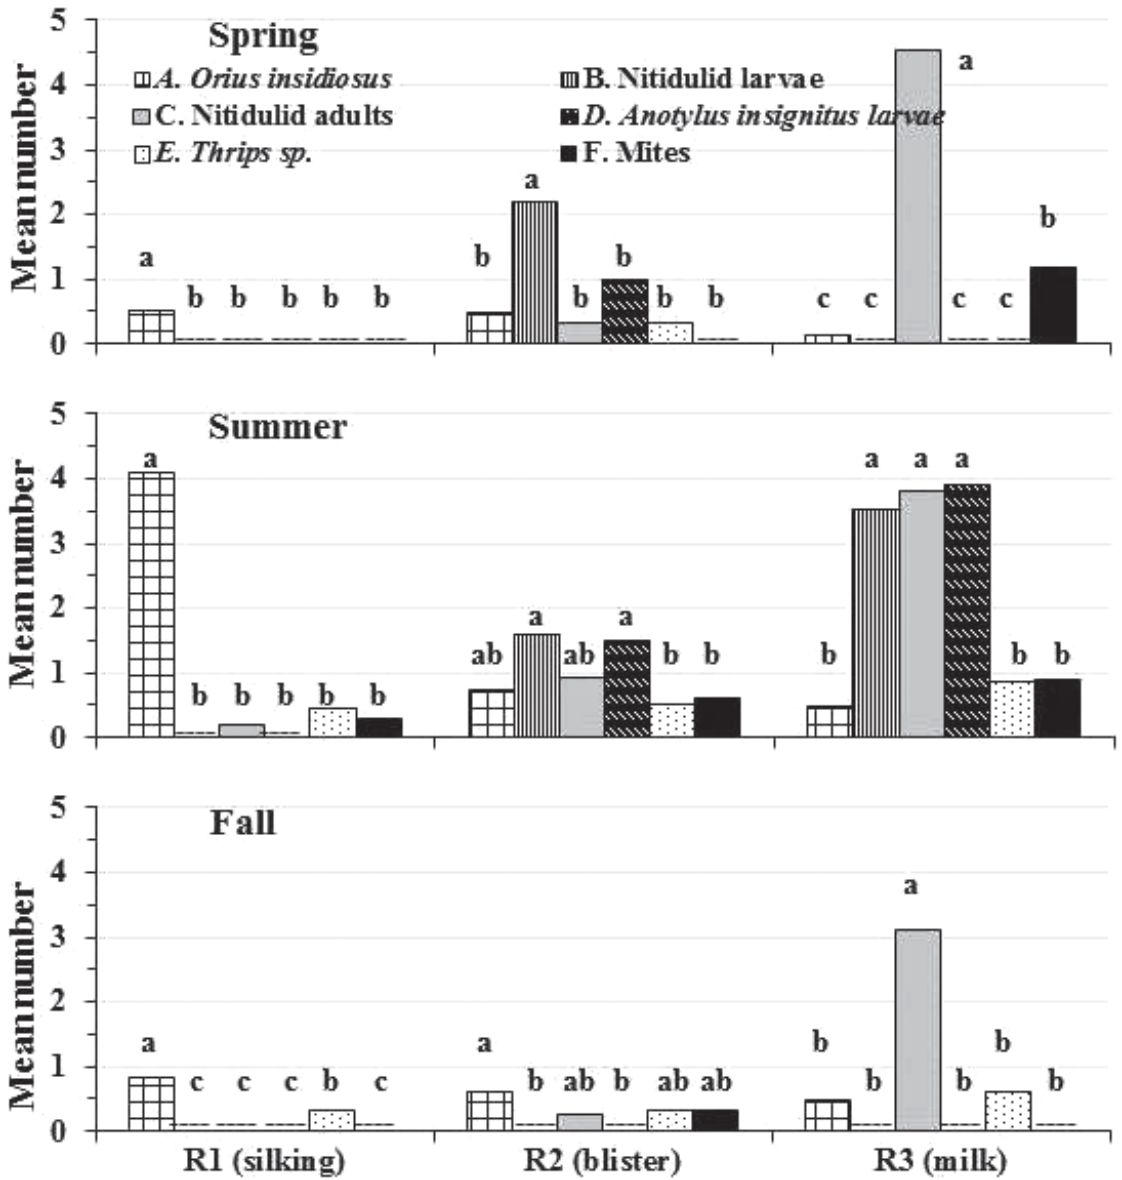 Spring
A. Orius insidiosus
B. Nitidulid larvae
C. Nitidulid adults
D. Anotylus insignitus larvae
E. Thrips sp.
F. Mites
Mean number
5
4
3
2
1
0
a b b b b b
b a b b b b
c c a c c b
Summer
Mean number
5
4
3
2
1
0
a b b b b b
ab a ab a b b
b a a a b b
Fall
Mean number
5
4
3
2
1
0
a c c c b c
a b ab b ab ab
b b a b b b
R1 (silking) R2 (blister) R3 (milk)